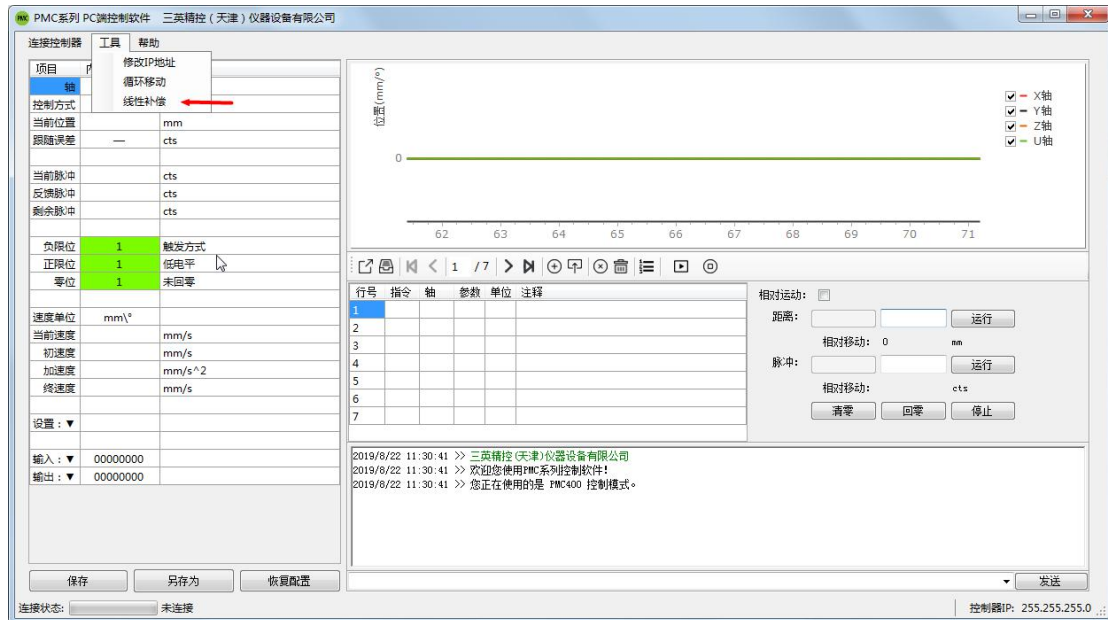 PMC系列 PC端控制软件 三英精控（天津）仪器设备有限公司
连接控制器 工具 帮助
修改IP地址
循环移动
线性补偿
项目
轴
控制方式
当前位置 mm
跟随误差 — cts
当前脉冲 cts
反馈脉冲 cts
剩余脉冲 cts
负限位 1 触发方式
正限位 1 低电平
零位 1 未回零
速度单位 mm\°
当前速度 mm/s
初速度 mm/s
加速度 mm/s^2
终速度 mm/s
设置：▼
输入：▼ 00000000
输出：▼ 00000000
保存 另存为 恢复配置
位置(mm/°)
0
62 63 64 65 66 67 68 69 70 71
X轴
Y轴
Z轴
U轴
1 / 7
行号 指令 轴 参数 单位 注释
1
2
3
4
5
6
7
相对运动：
距离： 运行
相对移动： 0 mm
脉冲： 运行
相对移动： cts
清零 回零 停止
2019/8/22 11:30:41 >> 三英精控(天津)仪器设备有限公司
2019/8/22 11:30:41 >> 欢迎您使用PMC系列控制软件！
2019/8/22 11:30:41 >> 您正在使用的是 PMC400 控制模式。
发送
连接状态: 未连接 控制器IP: 255.255.255.0